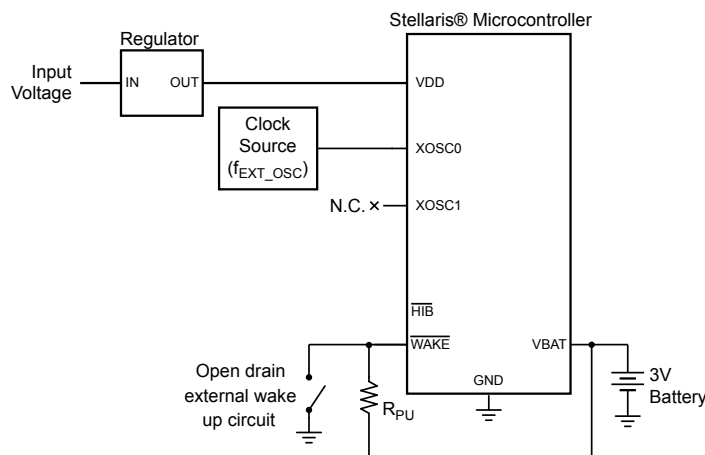 Stellaris® Microcontroller
Regulator
Input
Voltage
IN
OUT
VDD
Clock
Source
(fEXT_OSC)
XOSC0
N.C.
XOSC1
HIB
WAKE
VBAT
Open drain
external wake
up circuit
RPU
GND
3V
Battery